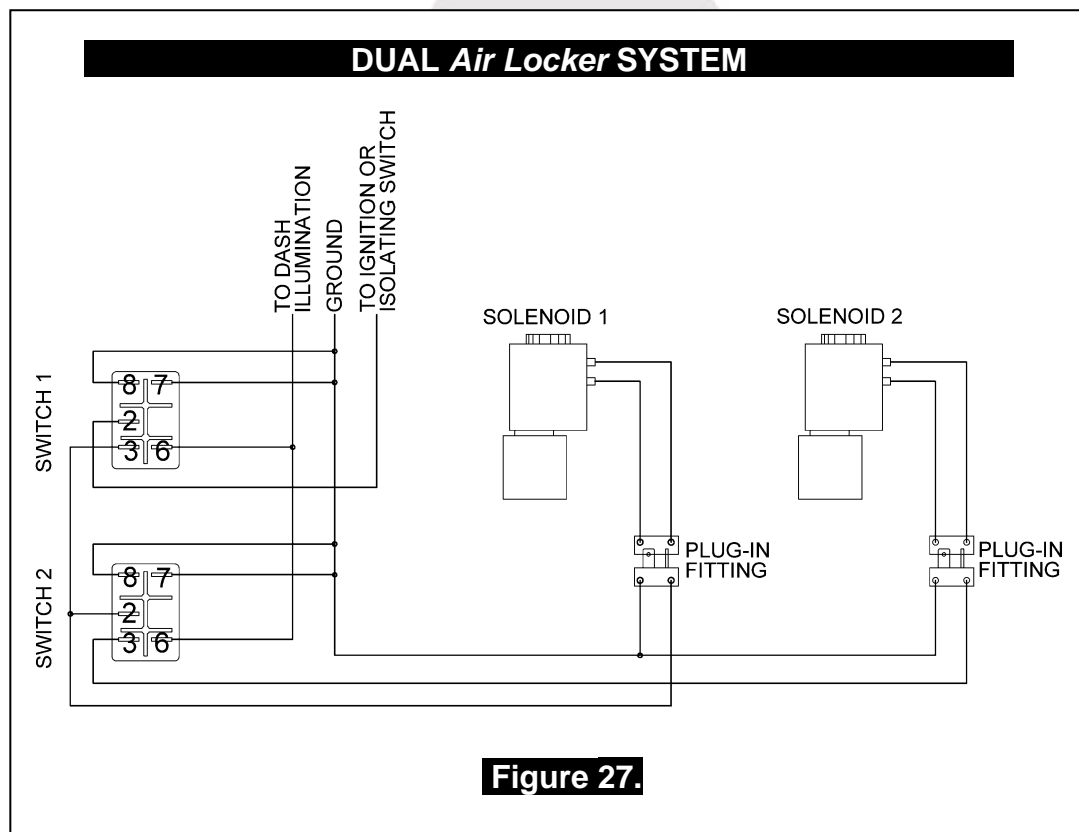 DUAL Air Locker SYSTEM
TO DASH
ILLUMINATION
GROUND
TO IGNITION OR
ISOLATING SWITCH
SOLENOID 1
SOLENOID 2
SWITCH 1
8 7
2
3 6
SWITCH 2
8 7
2
3 6
PLUG-IN
FITTING
PLUG-IN
FITTING
Figure 27.